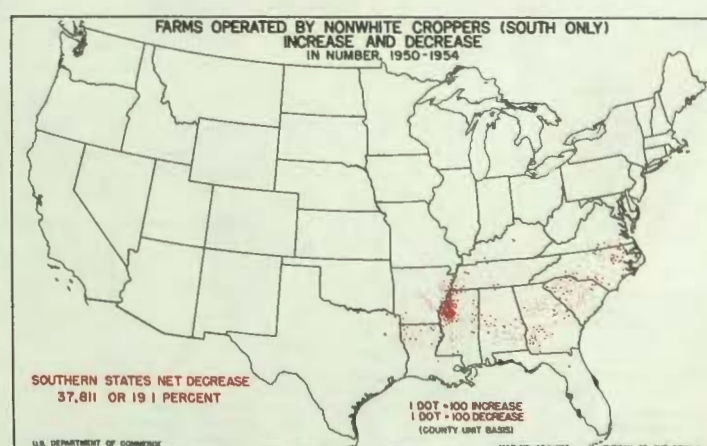 FARMS OPERATED BY NONWHITE CROPPERS (SOUTH ONLY)
INCREASE AND DECREASE
IN NUMBER, 1950-1954
SOUTHERN STATES NET DECREASE
37,811 OR 19.1 PERCENT
1 DOT = 100 INCREASE
1 DOT = 100 DECREASE
(COUNTY UNIT BASIS)
U.S. DEPARTMENT OF COMMERCE